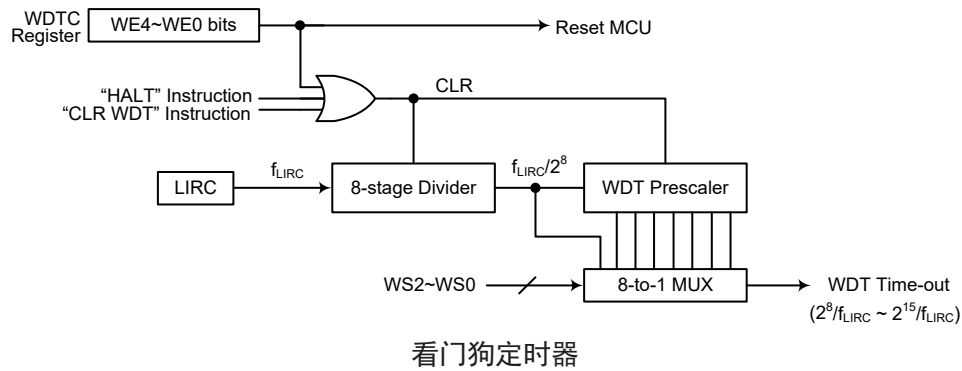 WDTC
Register
WE4~WE0 bits
Reset MCU
CLR
“HALT” Instruction
“CLR WDT” Instruction
LIRC
fLIRC
8-stage Divider
fLIRC/2⁸
WDT Prescaler
WS2~WS0
8-to-1 MUX
WDT Time-out
(2⁸/fLIRC ~ 2¹⁵/fLIRC)
看门狗定时器